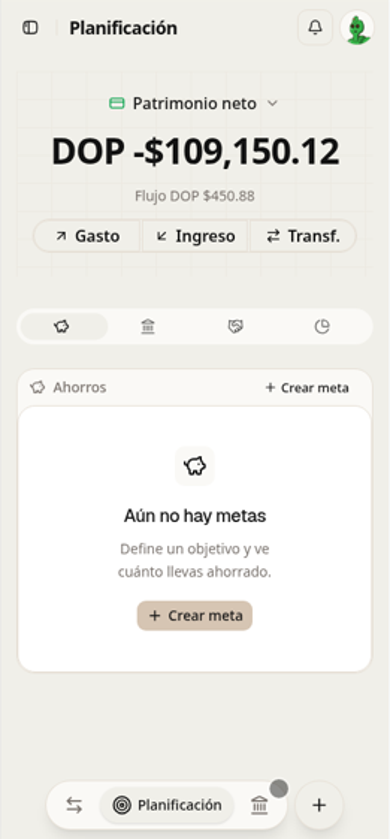 Planificación
Patrimonio neto
DOP -$109,150.12
Flujo DOP $450.88
Gasto
Ingreso
Transf.
Ahorros
+ Crear meta
Aún no hay metas
Define un objetivo y ve
cuánto llevas ahorrado.
+ Crear meta
Planificación